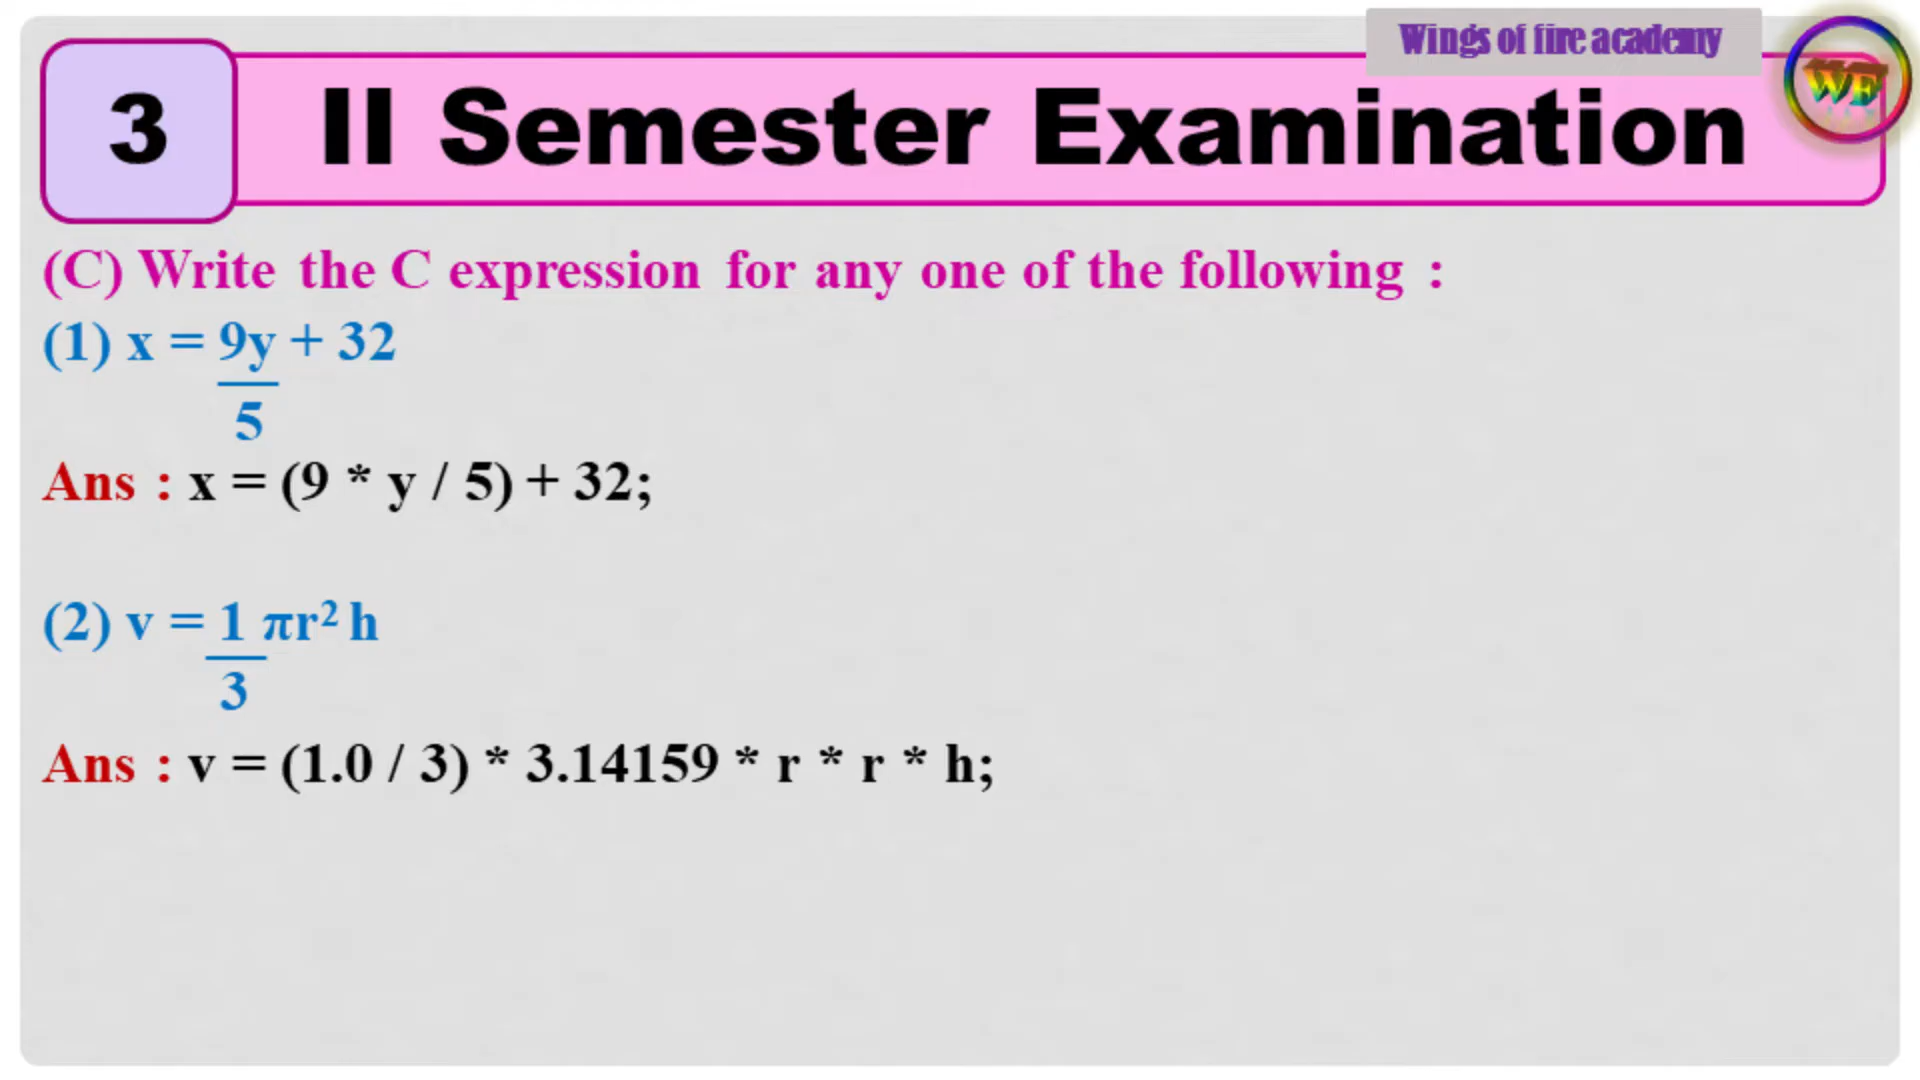 Wings of fire academy
WF
3 II Semester Examination
(C) Write the C expression for any one of the following :
(1) x = 9y + 32
5
Ans : x = (9 * y / 5) + 32;
(2) v = 1 πr² h
3
Ans : v = (1.0 / 3) * 3.14159 * r * r * h;